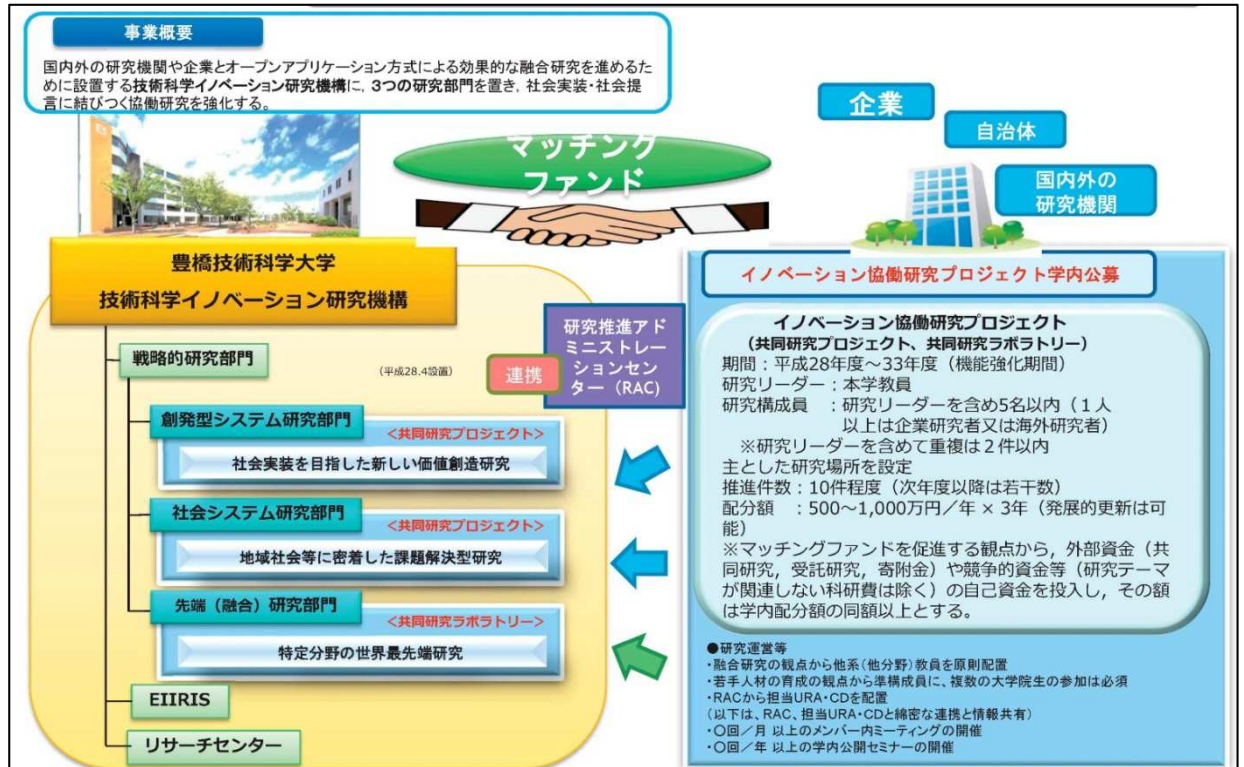 事業概要
国内外の研究機関や企業とオープンアプリケーション方式による効果的な融合研究を進めるた
めに設置する技術科学イノベーション研究機構に，３つの研究部門を置き，社会実装・社会提
言に結びつく協働研究を強化する。
マッチング
ファンド
企業
自治体
国内外の
研究機関
豊橋技術科学大学
技術科学イノベーション研究機構
戦略的研究部門
（平成28.4設置）
連携
研究推進アド
ミニストレー
ションセン
ター（RAC)
創発型システム研究部門
＜共同研究プロジェクト＞
社会実装を目指した新しい価値創造研究
社会システム研究部門
＜共同研究プロジェクト＞
地域社会等に密着した課題解決型研究
先端（融合）研究部門
＜共同研究ラボラトリー＞
特定分野の世界最先端研究
EIIRIS
リサーチセンター
イノベーション協働研究プロジェクト学内公募
イノベーション協働研究プロジェクト
（共同研究プロジェクト、共同研究ラボラトリー）
期間：平成28年度～33年度（機能強化期間）
研究リーダー：本学教員
研究構成員　：研究リーダーを含め5名以内（１人
以上は企業研究者又は海外研究者）
※研究リーダーを含めて重複は２件以内
主とした研究場所を設定
推進件数：10件程度（次年度以降は若干数）
配分額　：500～1,000万円／年 × 3年（発展的更新は可
能）
※マッチングファンドを促進する観点から，外部資金（共
同研究，受託研究，寄附金）や競争的資金等（研究テーマ
が関連しない科研費は除く）の自己資金を投入し，その額
は学内配分額の同額以上とする。
●研究運営等
・融合研究の観点から他系（他分野）教員を原則配置
・若手人材の育成の観点から準構成員に、複数の大学院生の参加は必須
・RACから担当URA・CDを配置
（以下は、RAC、担当URA・CDと綿密な連携と情報共有）
・〇回／月 以上のメンバー内ミーティングの開催
・〇回／年 以上の学内公開セミナーの開催